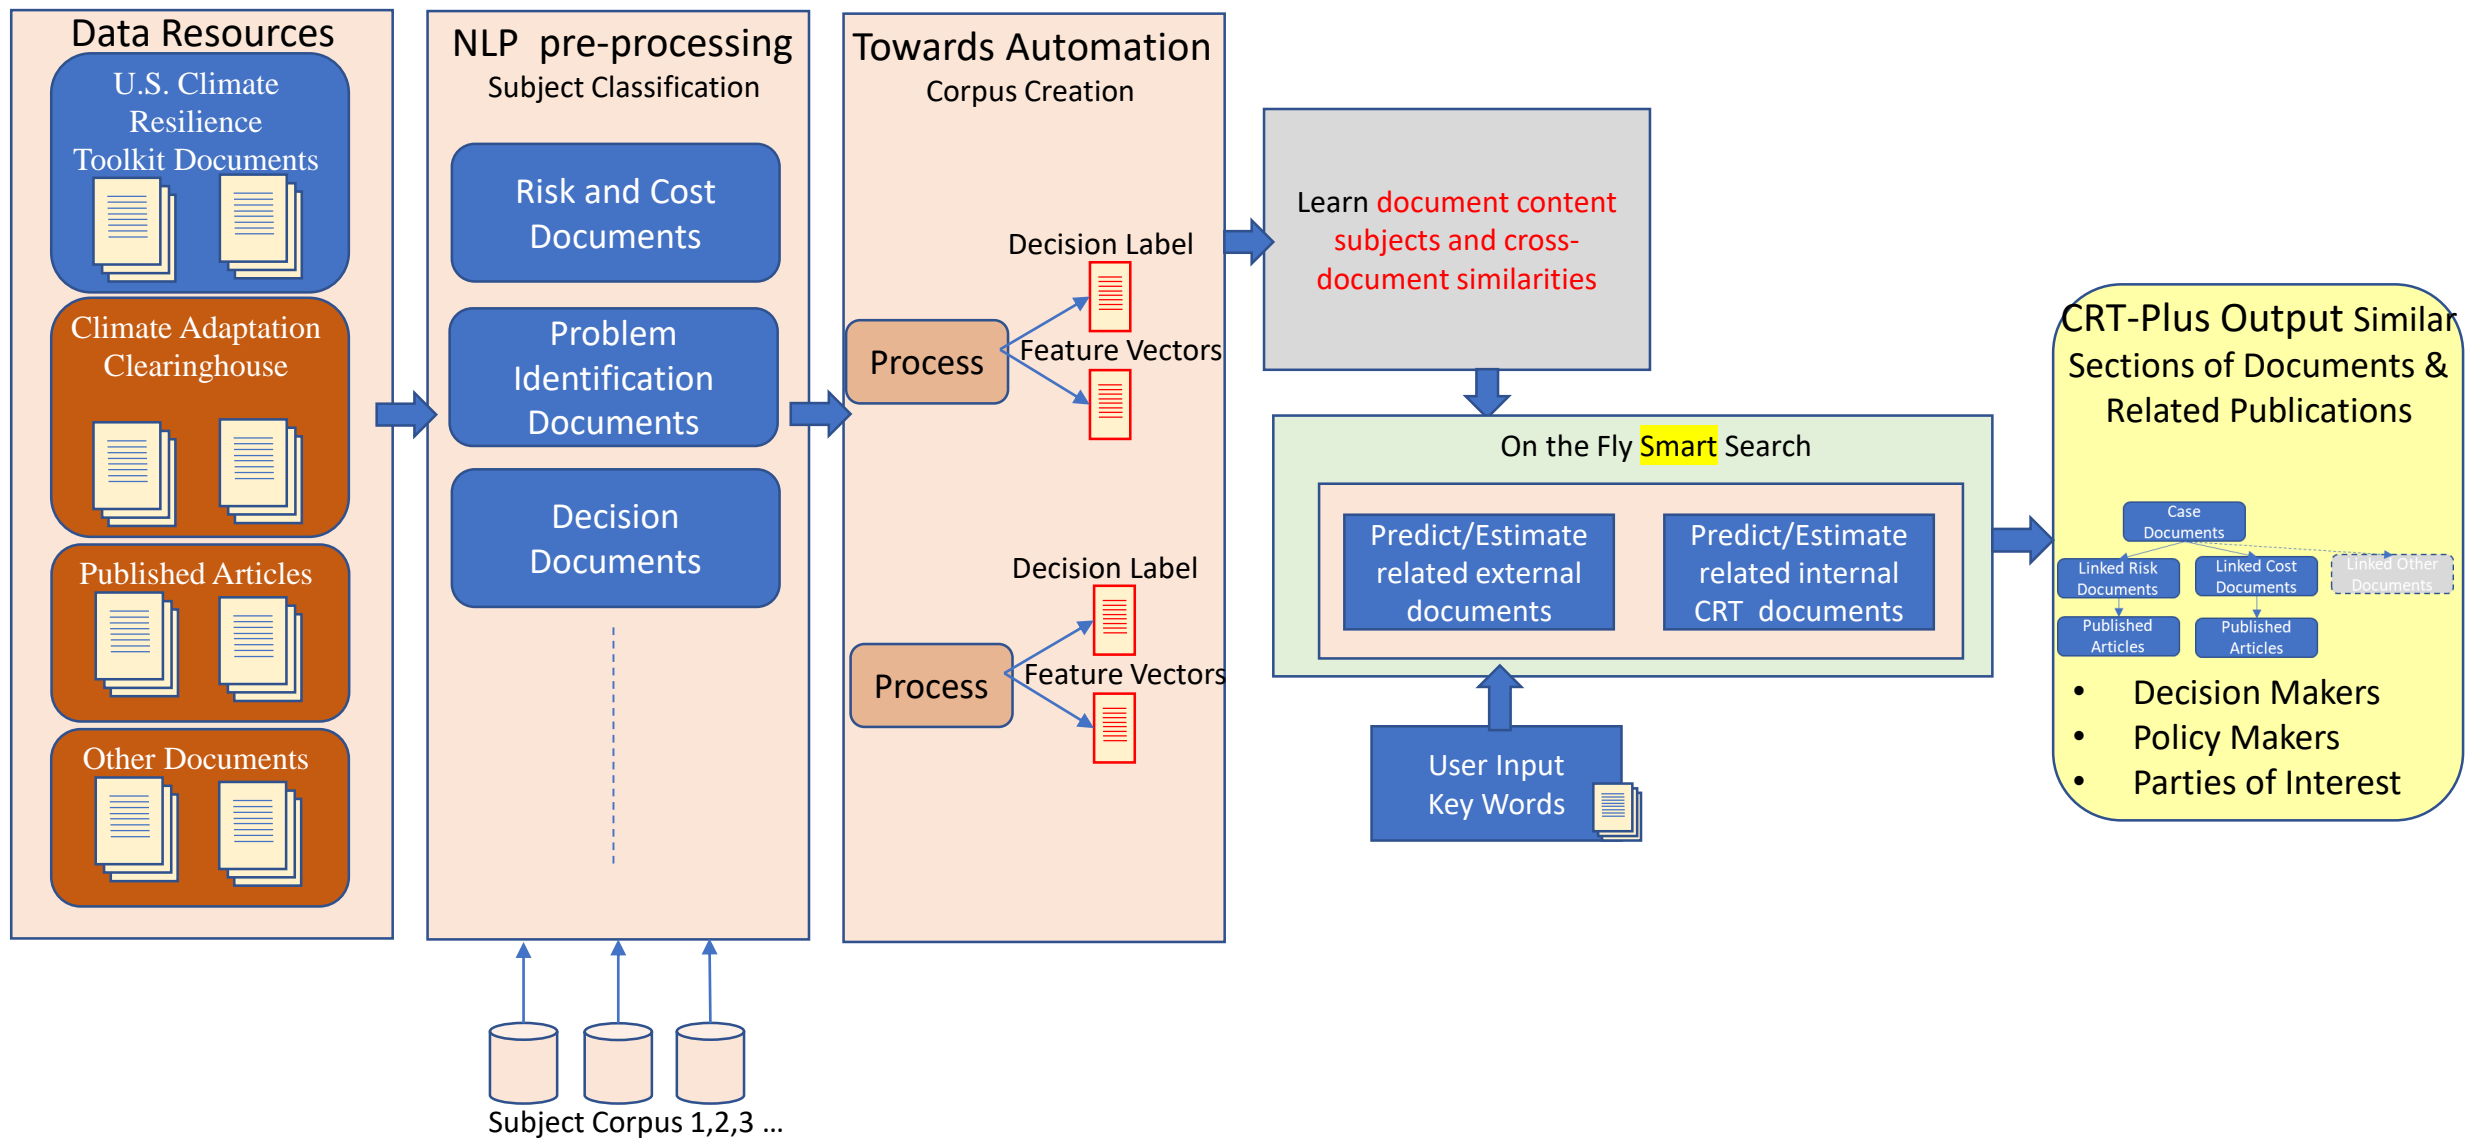 Data Resources
U.S. Climate
Resilience
Toolkit Documents
Climate Adaptation
Clearinghouse
Published Articles
Other Documents
NLP pre-processing
Subject Classification
Risk and Cost
Documents
Problem
Identification
Documents
Decision
Documents
Subject Corpus 1,2,3 ...
Towards Automation
Corpus Creation
Decision Label
Process
Feature Vectors
Decision Label
Process
Feature Vectors
Learn document content
subjects and cross-
document similarities
On the Fly Smart Search
Predict/Estimate
related external
documents
Predict/Estimate
related internal
CRT documents
User Input
Key Words
CRT-Plus Output Similar
Sections of Documents &
Related Publications
Case
Documents
Linked Risk
Documents
Linked Cost
Documents
Linked Other
Documents
Published
Articles
Published
Articles
• Decision Makers
• Policy Makers
• Parties of Interest